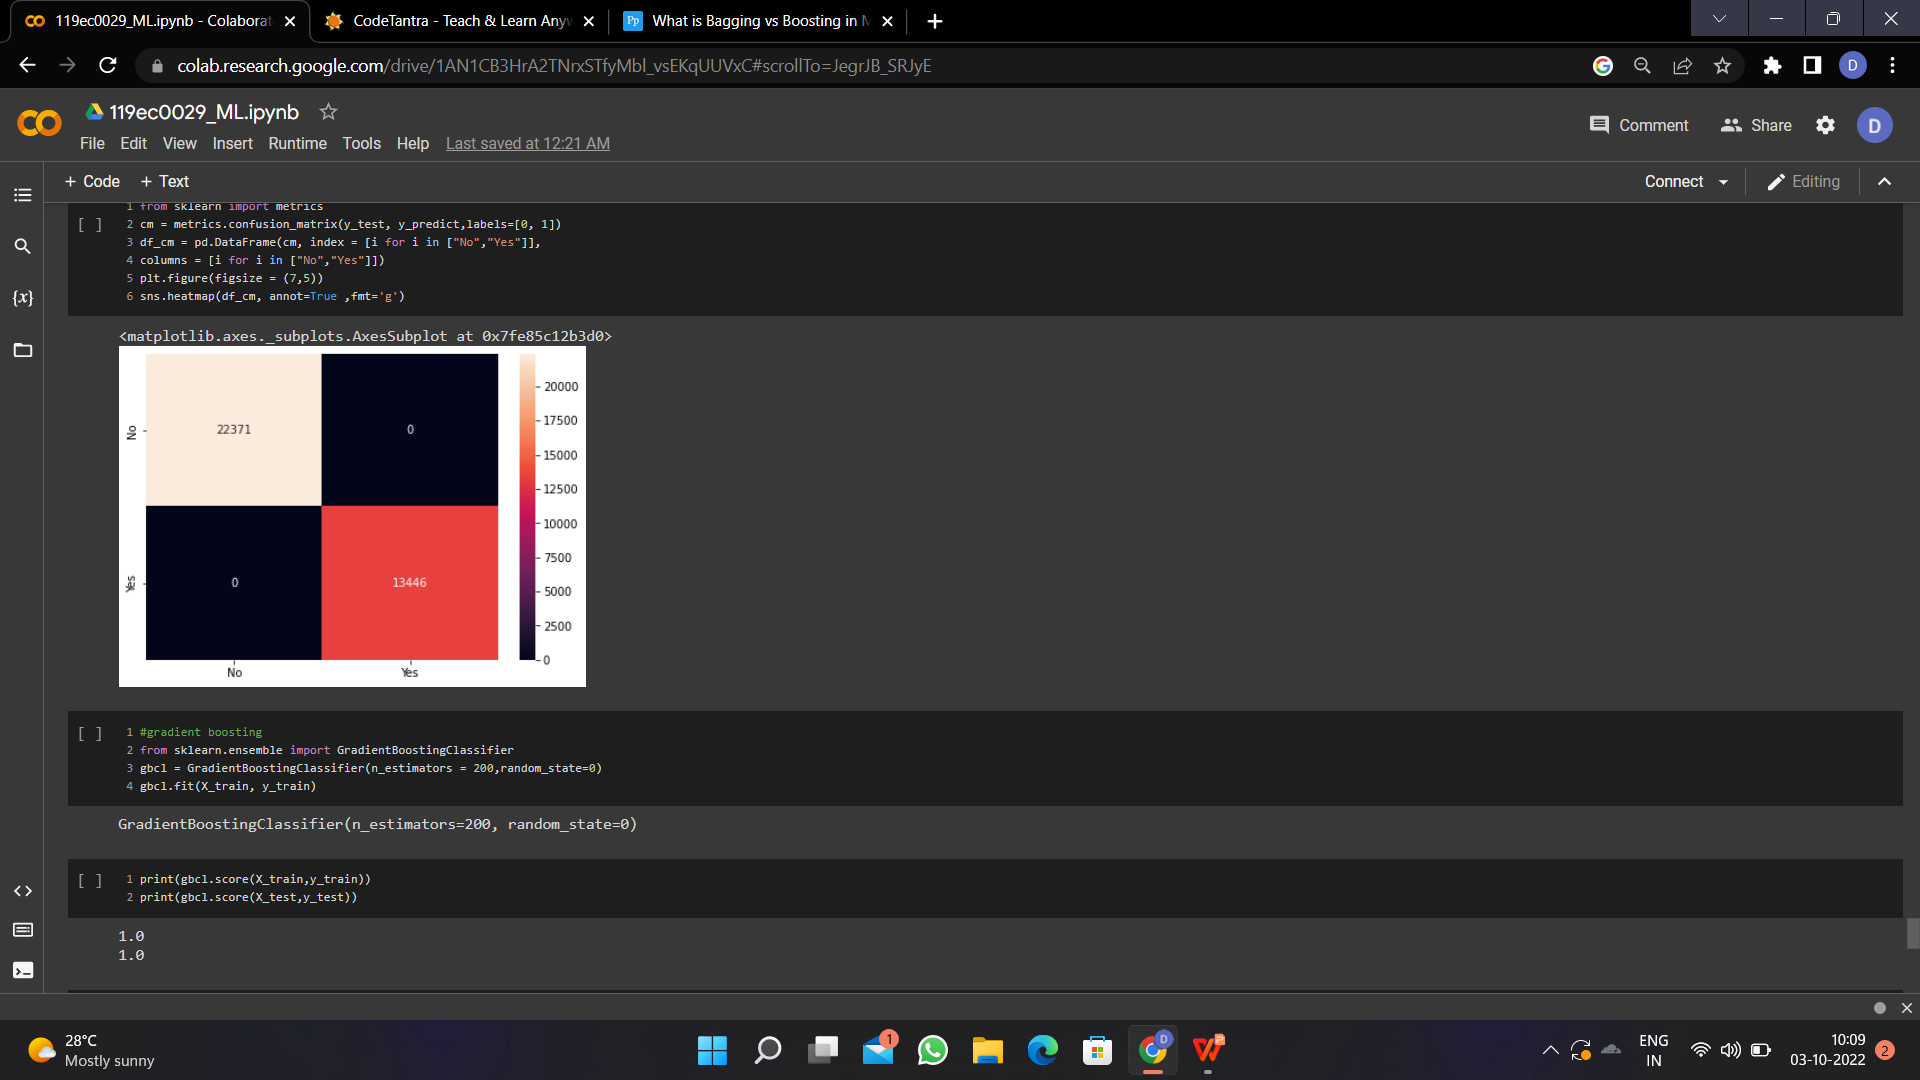 119ec0029_ML.ipynb - Colaborat
CodeTantra - Teach & Learn Any
What is Bagging vs Boosting in M
colab.research.google.com/drive/1AN1CB3HrA2TNrxSTfyMbl_vsEKqUUVxC#scrollTo=JegrJB_SRJyE
D
119ec0029_ML.ipynb
File Edit View Insert Runtime Tools Help Last saved at 12:21 AM
Comment Share D
+ Code + Text
Connect Editing
1 from sklearn import metrics
[ ] 2 cm = metrics.confusion_matrix(y_test, y_predict,labels=[0, 1])
3 df_cm = pd.DataFrame(cm, index = [i for i in ["No","Yes"]],
4 columns = [i for i in ["No","Yes"]])
5 plt.figure(figsize = (7,5))
6 sns.heatmap(df_cm, annot=True ,fmt='g')
{x}
<matplotlib.axes._subplots.AxesSubplot at 0x7fe85c12b3d0>
No
22371 0
Yes
0 13446
No Yes
20000
17500
15000
12500
10000
7500
5000
2500
0
[ ] 1 #gradient boosting
2 from sklearn.ensemble import GradientBoostingClassifier
3 gbcl = GradientBoostingClassifier(n_estimators = 200,random_state=0)
4 gbcl.fit(X_train, y_train)
GradientBoostingClassifier(n_estimators=200, random_state=0)
[ ] 1 print(gbcl.score(X_train,y_train))
2 print(gbcl.score(X_test,y_test))
1.0
1.0
28°C
Mostly sunny
1
D
ENG
IN
10:09
03-10-2022
2